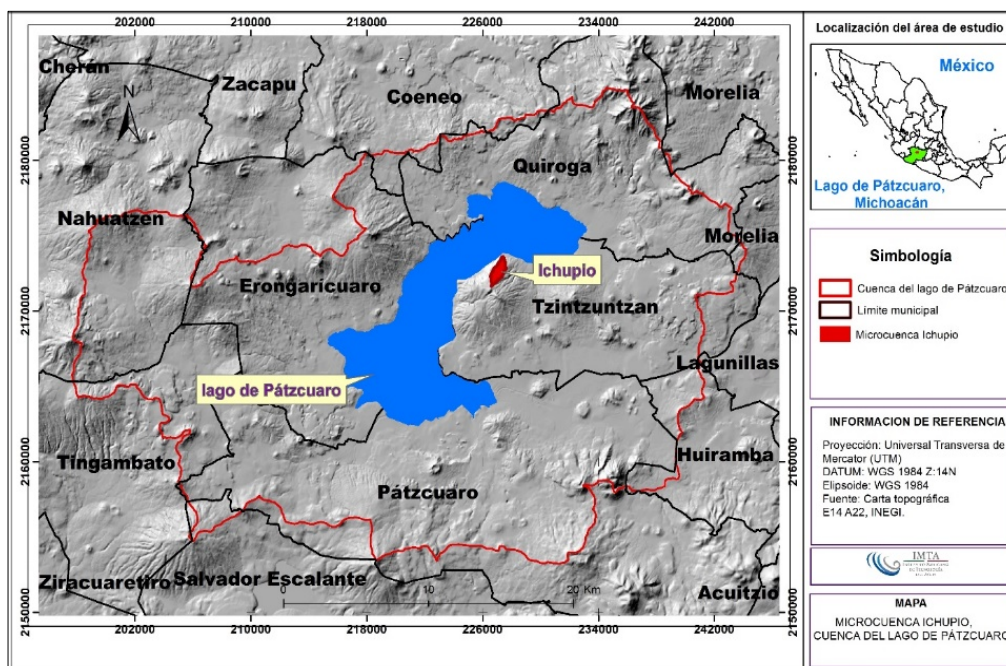 202000 210000 218000 226000 234000 242000
Cherán
Zacapu
Coeneo
Morelia
N
2180000
2180000
Quiroga
Nahuatzen
Morelia
Ichupio
Erongaricuaro
Tzintzuntzan
2170000
2170000
Lagunillas
lago de Pátzcuaro
Tingambato
Huiramba
2160000
2160000
Pátzcuaro
Ziracuaretiro
Salvador Escalante
Acuitzio
0 10 20 Km
2150000
2150000
202000 210000 218000 226000 234000 242000
Localización del área de estudio
México
Lago de Pátzcuaro,
Michoacán
Simbología
Cuenca del lago de Pátzcuaro
Límite municipal
Microcuenca Ichupio
INFORMACION DE REFERENCIA
Proyección: Universal Transversa de
Mercator (UTM)
DATUM: WGS 1984 Z:14N
Elipsoide: WGS 1984
Fuente: Carta topográfica
E14 A22, INEGI.
IMTA
MAPA
MICROCUENCA ICHUPIO,
CUENCA DEL LAGO DE PÁTZCUARO